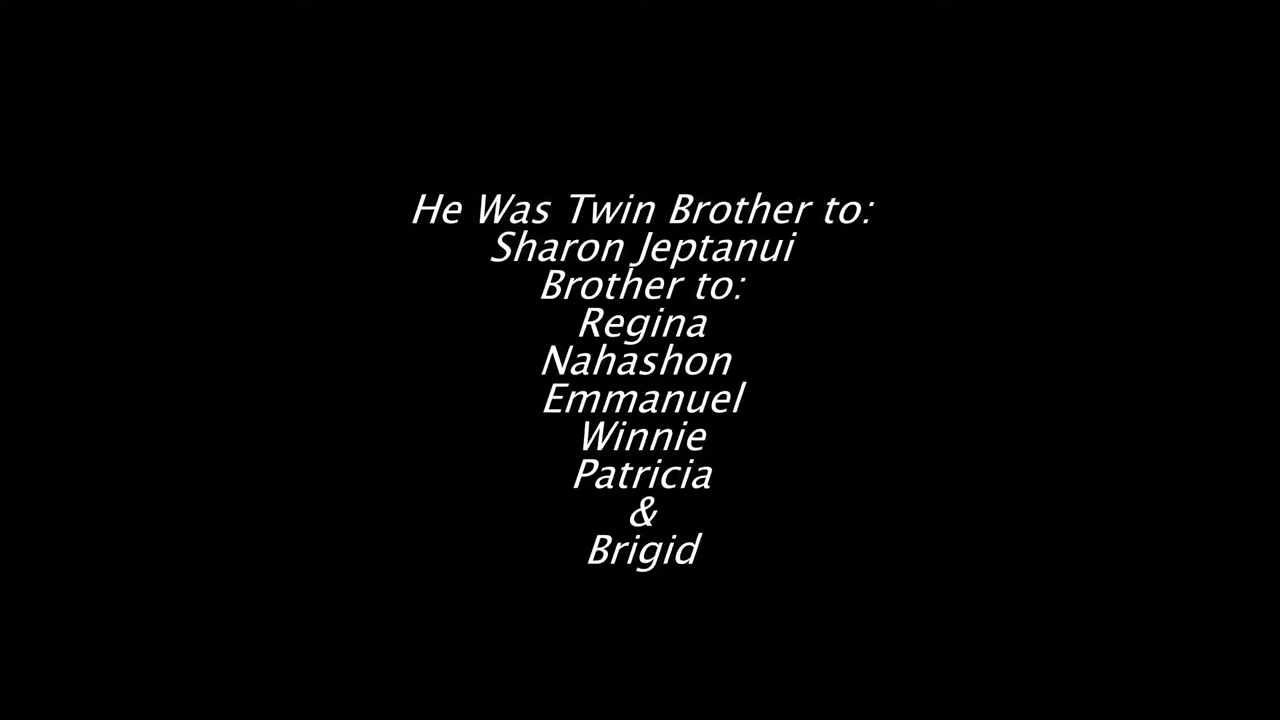 He Was Twin Brother to:
Sharon Jeptanui
Brother to:
Regina
Nahashon
Emmanuel
Winnie
Patricia
&
Brigid